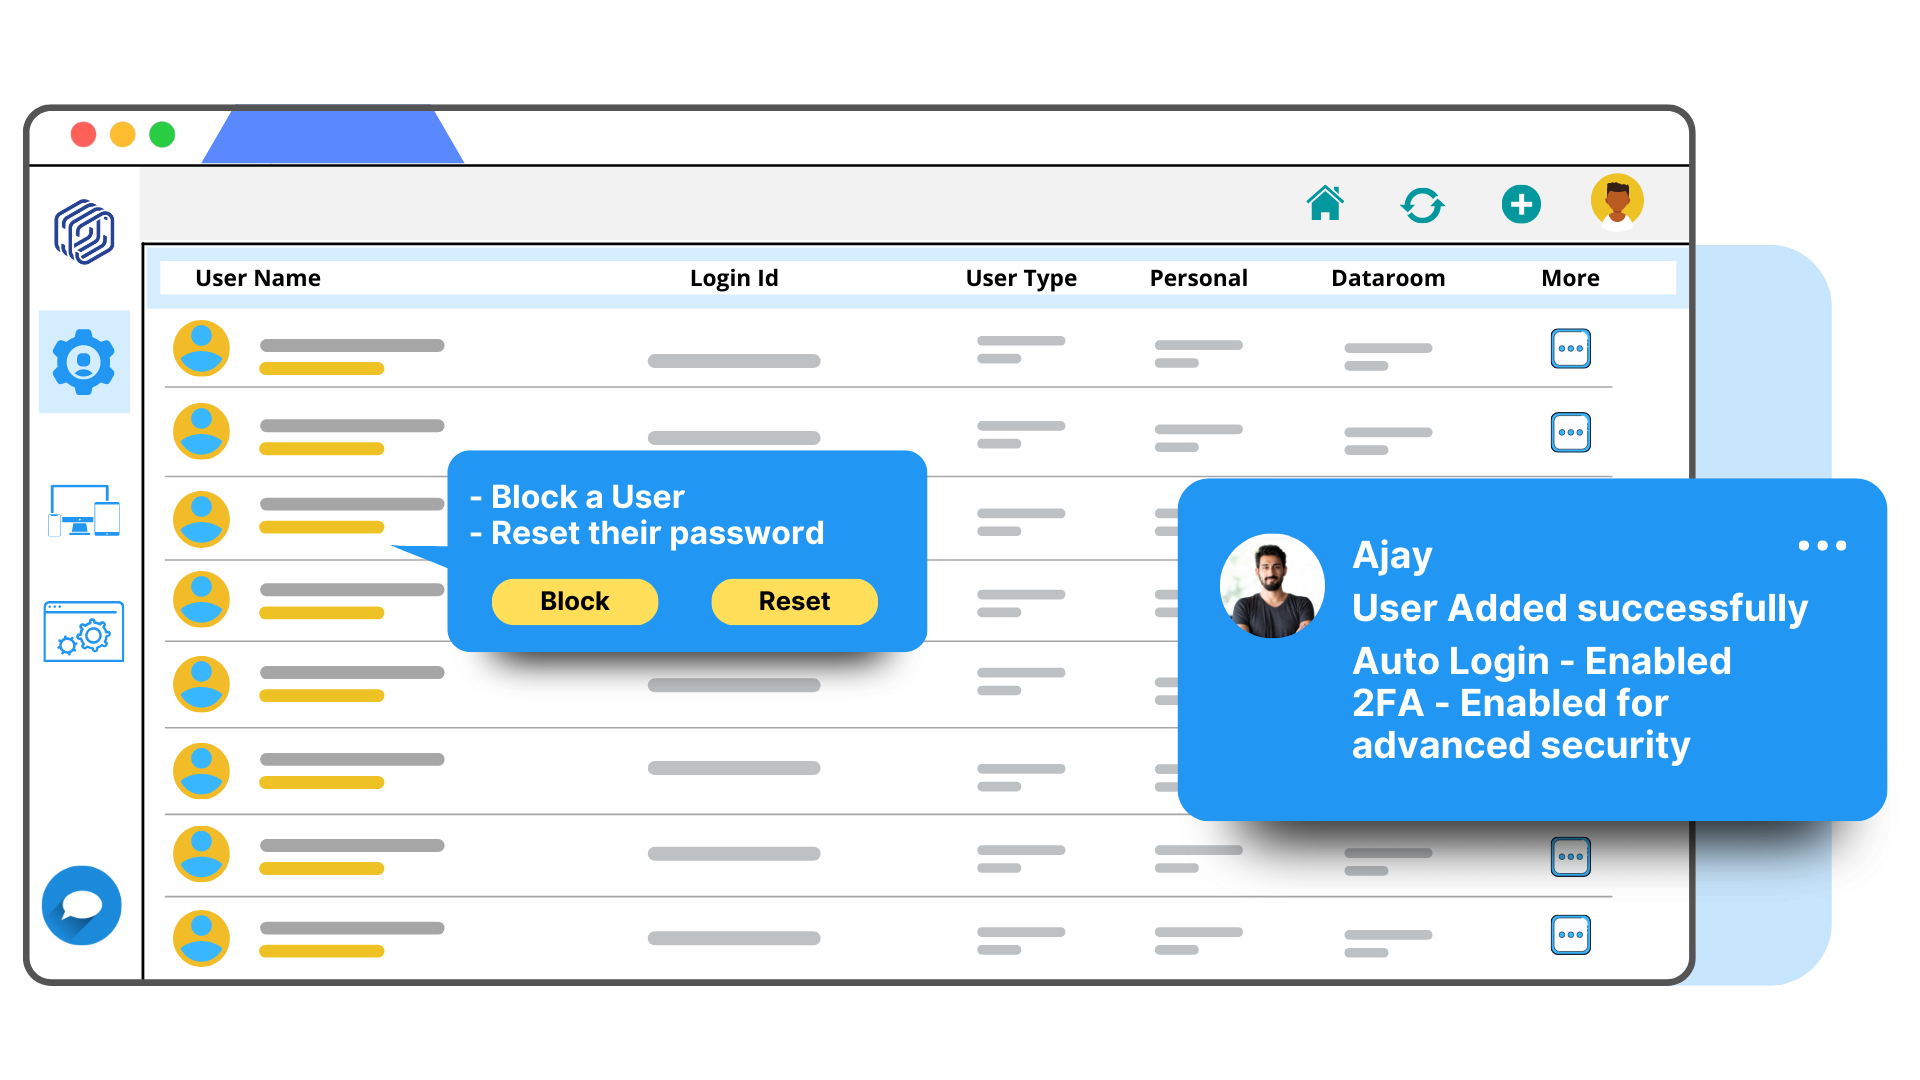 User Name
Login Id
User Type
Personal
Dataroom
More
- Block a User
- Reset their password
Block
Reset
Ajay
User Added successfully
Auto Login - Enabled
2FA - Enabled for
advanced security